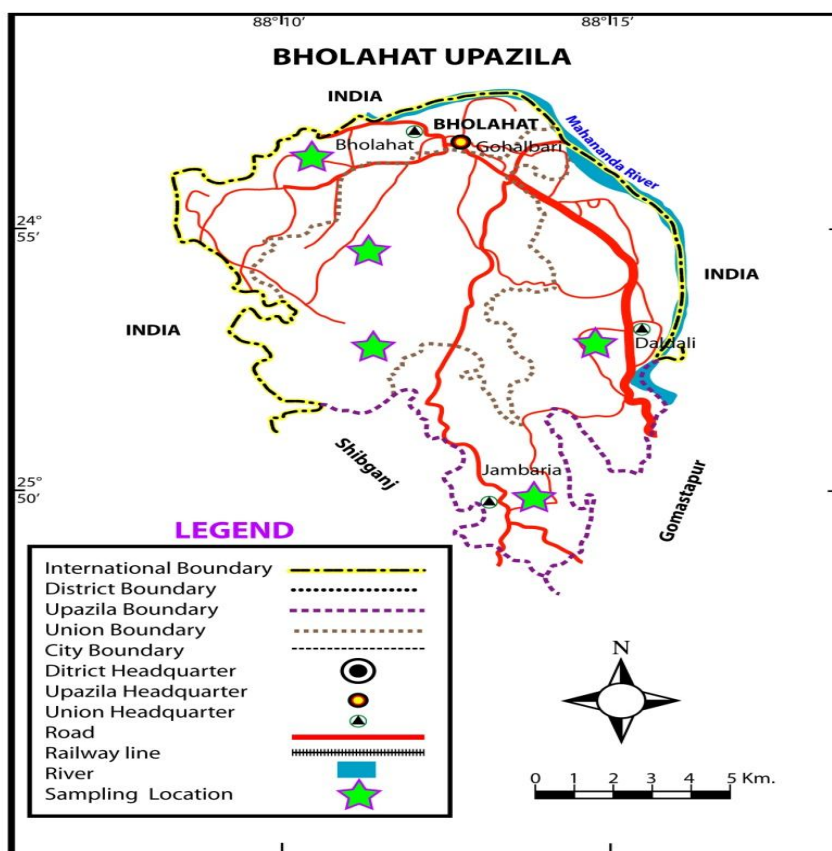 88°10' 88°15'
BHOLAHAT UPAZILA
INDIA
BHOLAHAT
Bholahat
Gohalbari
Mahananda River
24°
55'
INDIA
INDIA
Daldali
Shibganj
Jambaria
Gomastapur
25°
50'
LEGEND
International Boundary
District Boundary
Upazila Boundary
Union Boundary
City Boundary
Ditrict Headquarter
Upazila Headquarter
Union Headquarter
Road
Railway line
River
Sampling Location
N
0 1 2 3 4 5 Km.